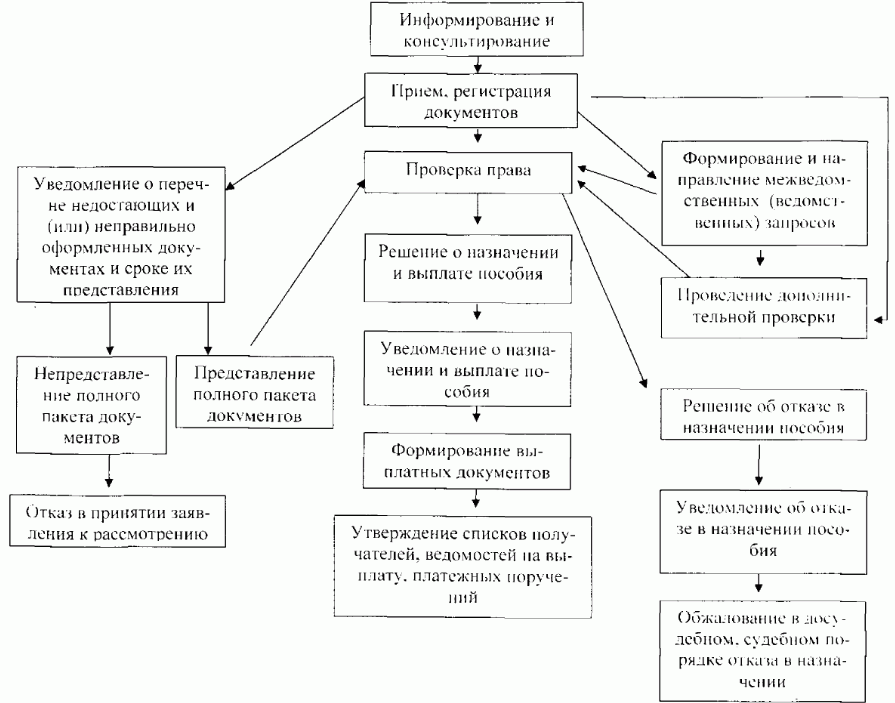 Информирование и
консультирование
Прием, регистрация
документов
Проверка права
Формирование и на-
правление межведом-
ственных (ведомст-
венных) запросов
Уведомление о переч-
не недостающих и
(или) неправильно
оформленных доку-
ментах и сроке их
представления
Решение о назначении
и выплате пособия
Проведение дополни-
тельной проверки
Уведомление о назна-
чении и выплате по-
собия
Непредставле-
ние полного
пакета доку-
ментов
Представление
полного пакета
документов
Решение об отказе в
назначении пособия
Формирование вы-
платных документов
Отказ в принятии заяв-
ления к рассмотрению
Утверждение списков полу-
чателей, ведомостей на вы-
плату, платежных поруче-
ний
Уведомление об отка-
зе в назначении посо-
бия
Обжалование в досу-
дебном, судебном по-
рядке отказа в назна-
чении